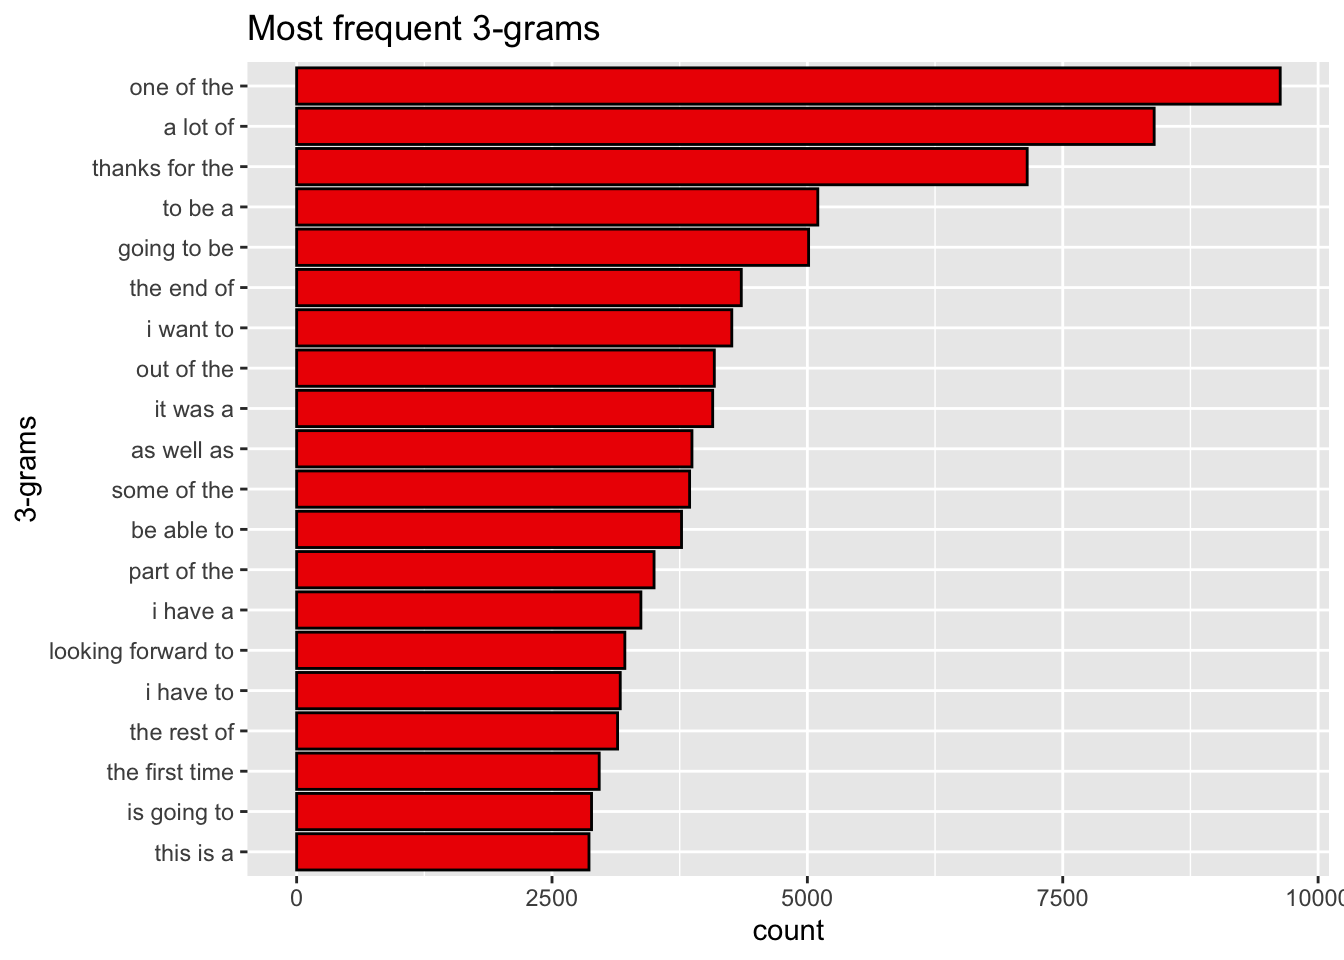 Most frequent 3-grams
one of the
a lot of
thanks for the
to be a
going to be
the end of
i want to
out of the
it was a
as well as
some of the
be able to
part of the
i have a
looking forward to
i have to
the rest of
the first time
is going to
this is a
3-grams
0 2500 5000 7500 10000
count